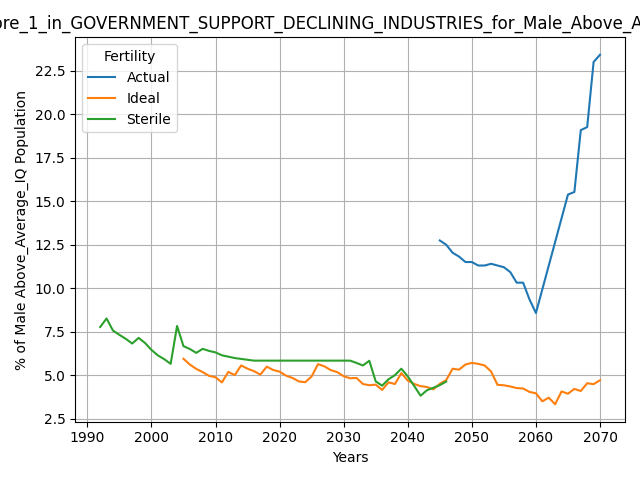 ore_1_in_GOVERNMENT_SUPPORT_DECLINING_INDUSTRIES_for_Male_Above_A
Fertility
Actual
Ideal
Sterile
% of Male Above_Average_IQ Population
22.5
20.0
17.5
15.0
12.5
10.0
7.5
5.0
2.5
1990 2000 2010 2020 2030 2040 2050 2060 2070
Years